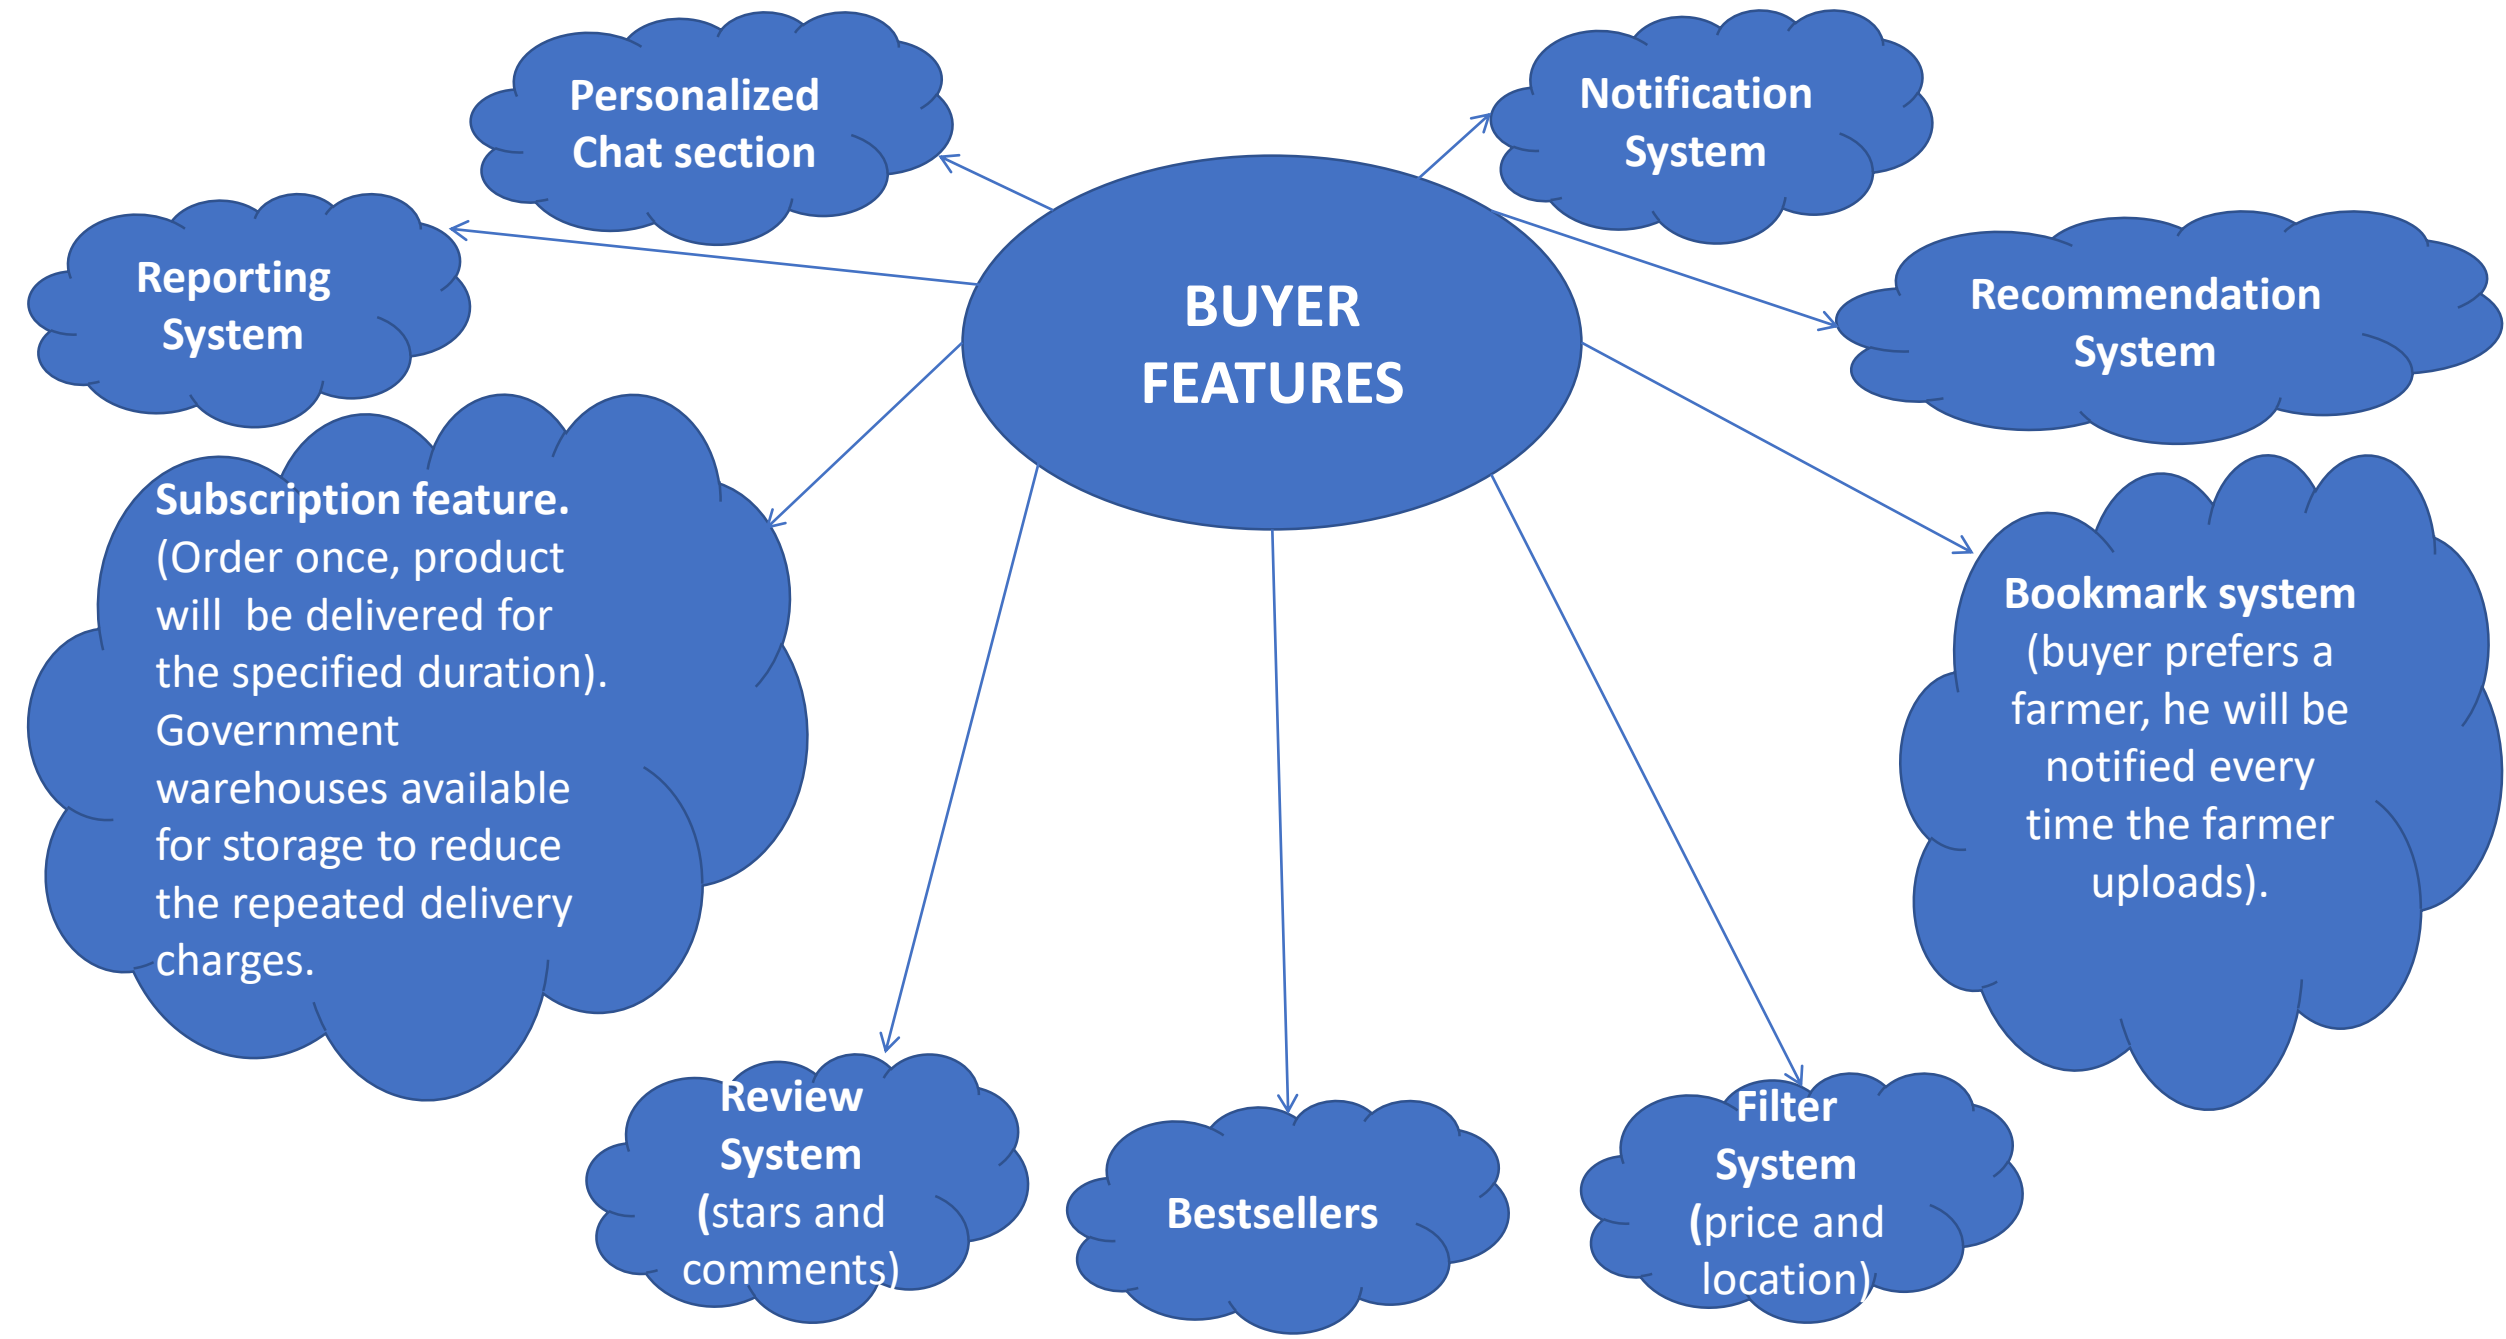 Personalized
Chat section
Notification
System
Reporting
System
BUYER
FEATURES
Recommendation
System
Subscription feature.
(Order once, product
will  be delivered for
the specified duration).
Government
warehouses available
for storage to reduce
the repeated delivery
charges.
Bookmark system
(buyer prefers a
farmer, he will be
notified every
time the farmer
uploads).
Review
System
(stars and
comments)
Bestsellers
Filter
System
(price and
location)